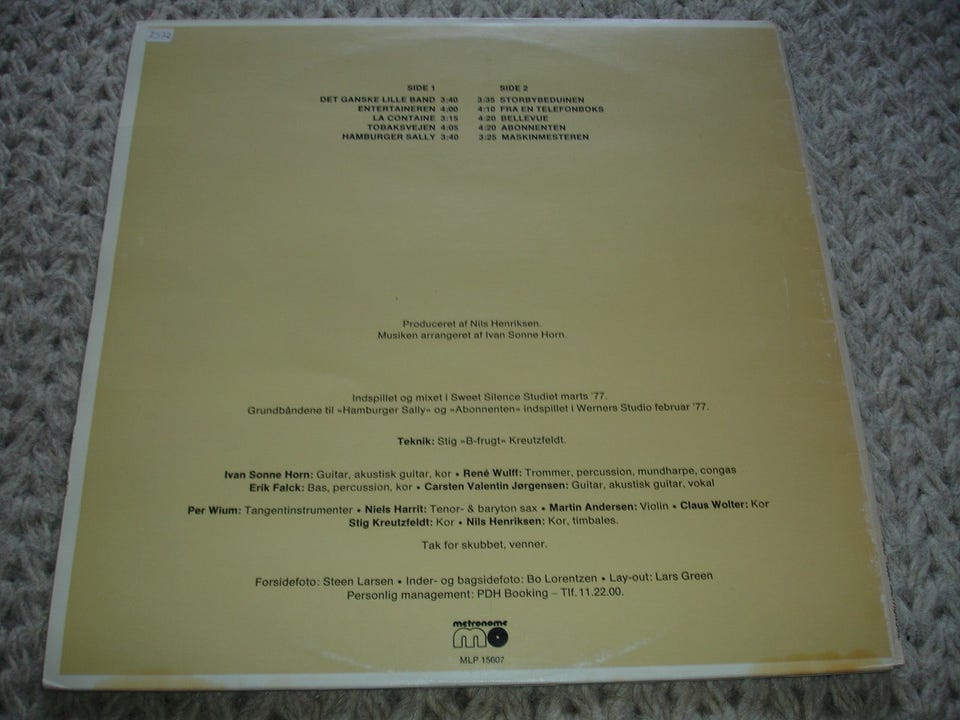 2572
SIDE 1 SIDE 2
DET GANSKE LILLE BAND 3:40 3:35 STORBYBEDUINEN
ENTERTAINEREN 4:00 4:10 FRA EN TELEFONBOKS
LA CONTAINE 3:15 4:20 BELLEVUE
TOBAKSVEJEN 4:05 4:20 ABONNENTEN
HAMBURGER SALLY 3:40 3:25 MASKINMESTEREN
Produceret af Nils Henriksen.
Musiken arrangeret af Ivan Sonne Horn.
Indspillet og mixet i Sweet Silence Studiet marts '77.
Grundbåndene til »Hamburger Sally« og »Abonnenten« indspillet i Werners Studio februar '77.
Teknik: Stig »B-frugt« Kreutzfeldt.
Ivan Sonne Horn: Guitar, akustisk guitar, kor • René Wulff: Trommer, percussion, mundharpe, congas
Erik Falck: Bas, percussion, kor • Carsten Valentin Jørgensen: Guitar, akustisk guitar, vokal
Per Wium: Tangentinstrumenter • Niels Harrit: Tenor- & baryton sax • Martin Andersen: Violin • Claus Wolter: Kor
Stig Kreutzfeldt: Kor • Nils Henriksen: Kor, timbales.
Tak for skubbet, venner.
Forsidefoto: Steen Larsen • Inder- og bagsidefoto: Bo Lorentzen • Lay-out: Lars Green
Personlig management: PDH Booking – Tlf. 11.22.00.
metronome
MLP 15607